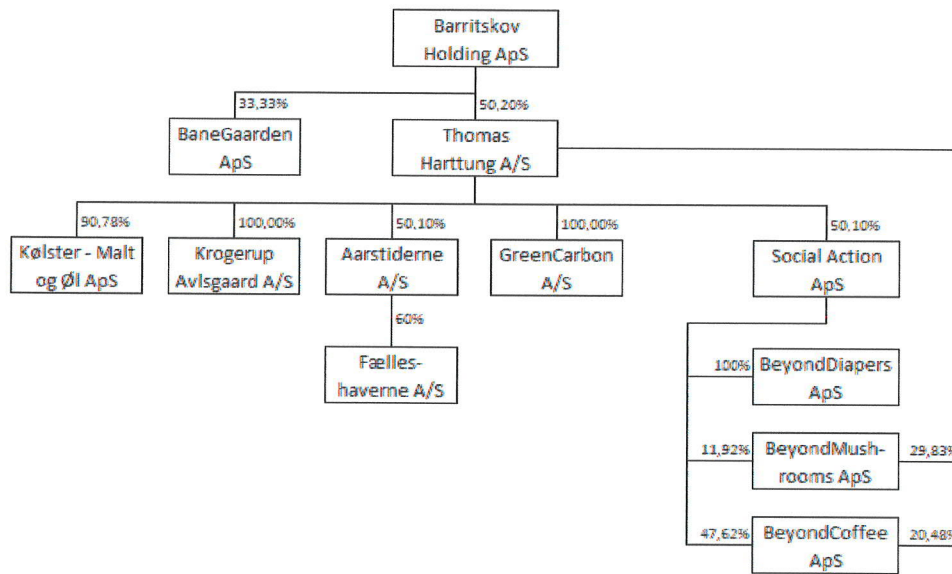 Barritskov
Holding ApS
33,33%
50,20%
BaneGaarden
ApS
Thomas
Harttung A/S
90,78%
100,00%
50,10%
100,00%
50,10%
Kølster - Malt
og Øl ApS
Krogerup
Avlsgaard A/S
Aarstiderne
A/S
GreenCarbon
A/S
Social Action
ApS
60%
Fælles-
haverne A/S
100%
BeyondDiapers
ApS
11,92%
BeyondMush-
rooms ApS
29,83%
47,62%
BeyondCoffee
ApS
20,48%